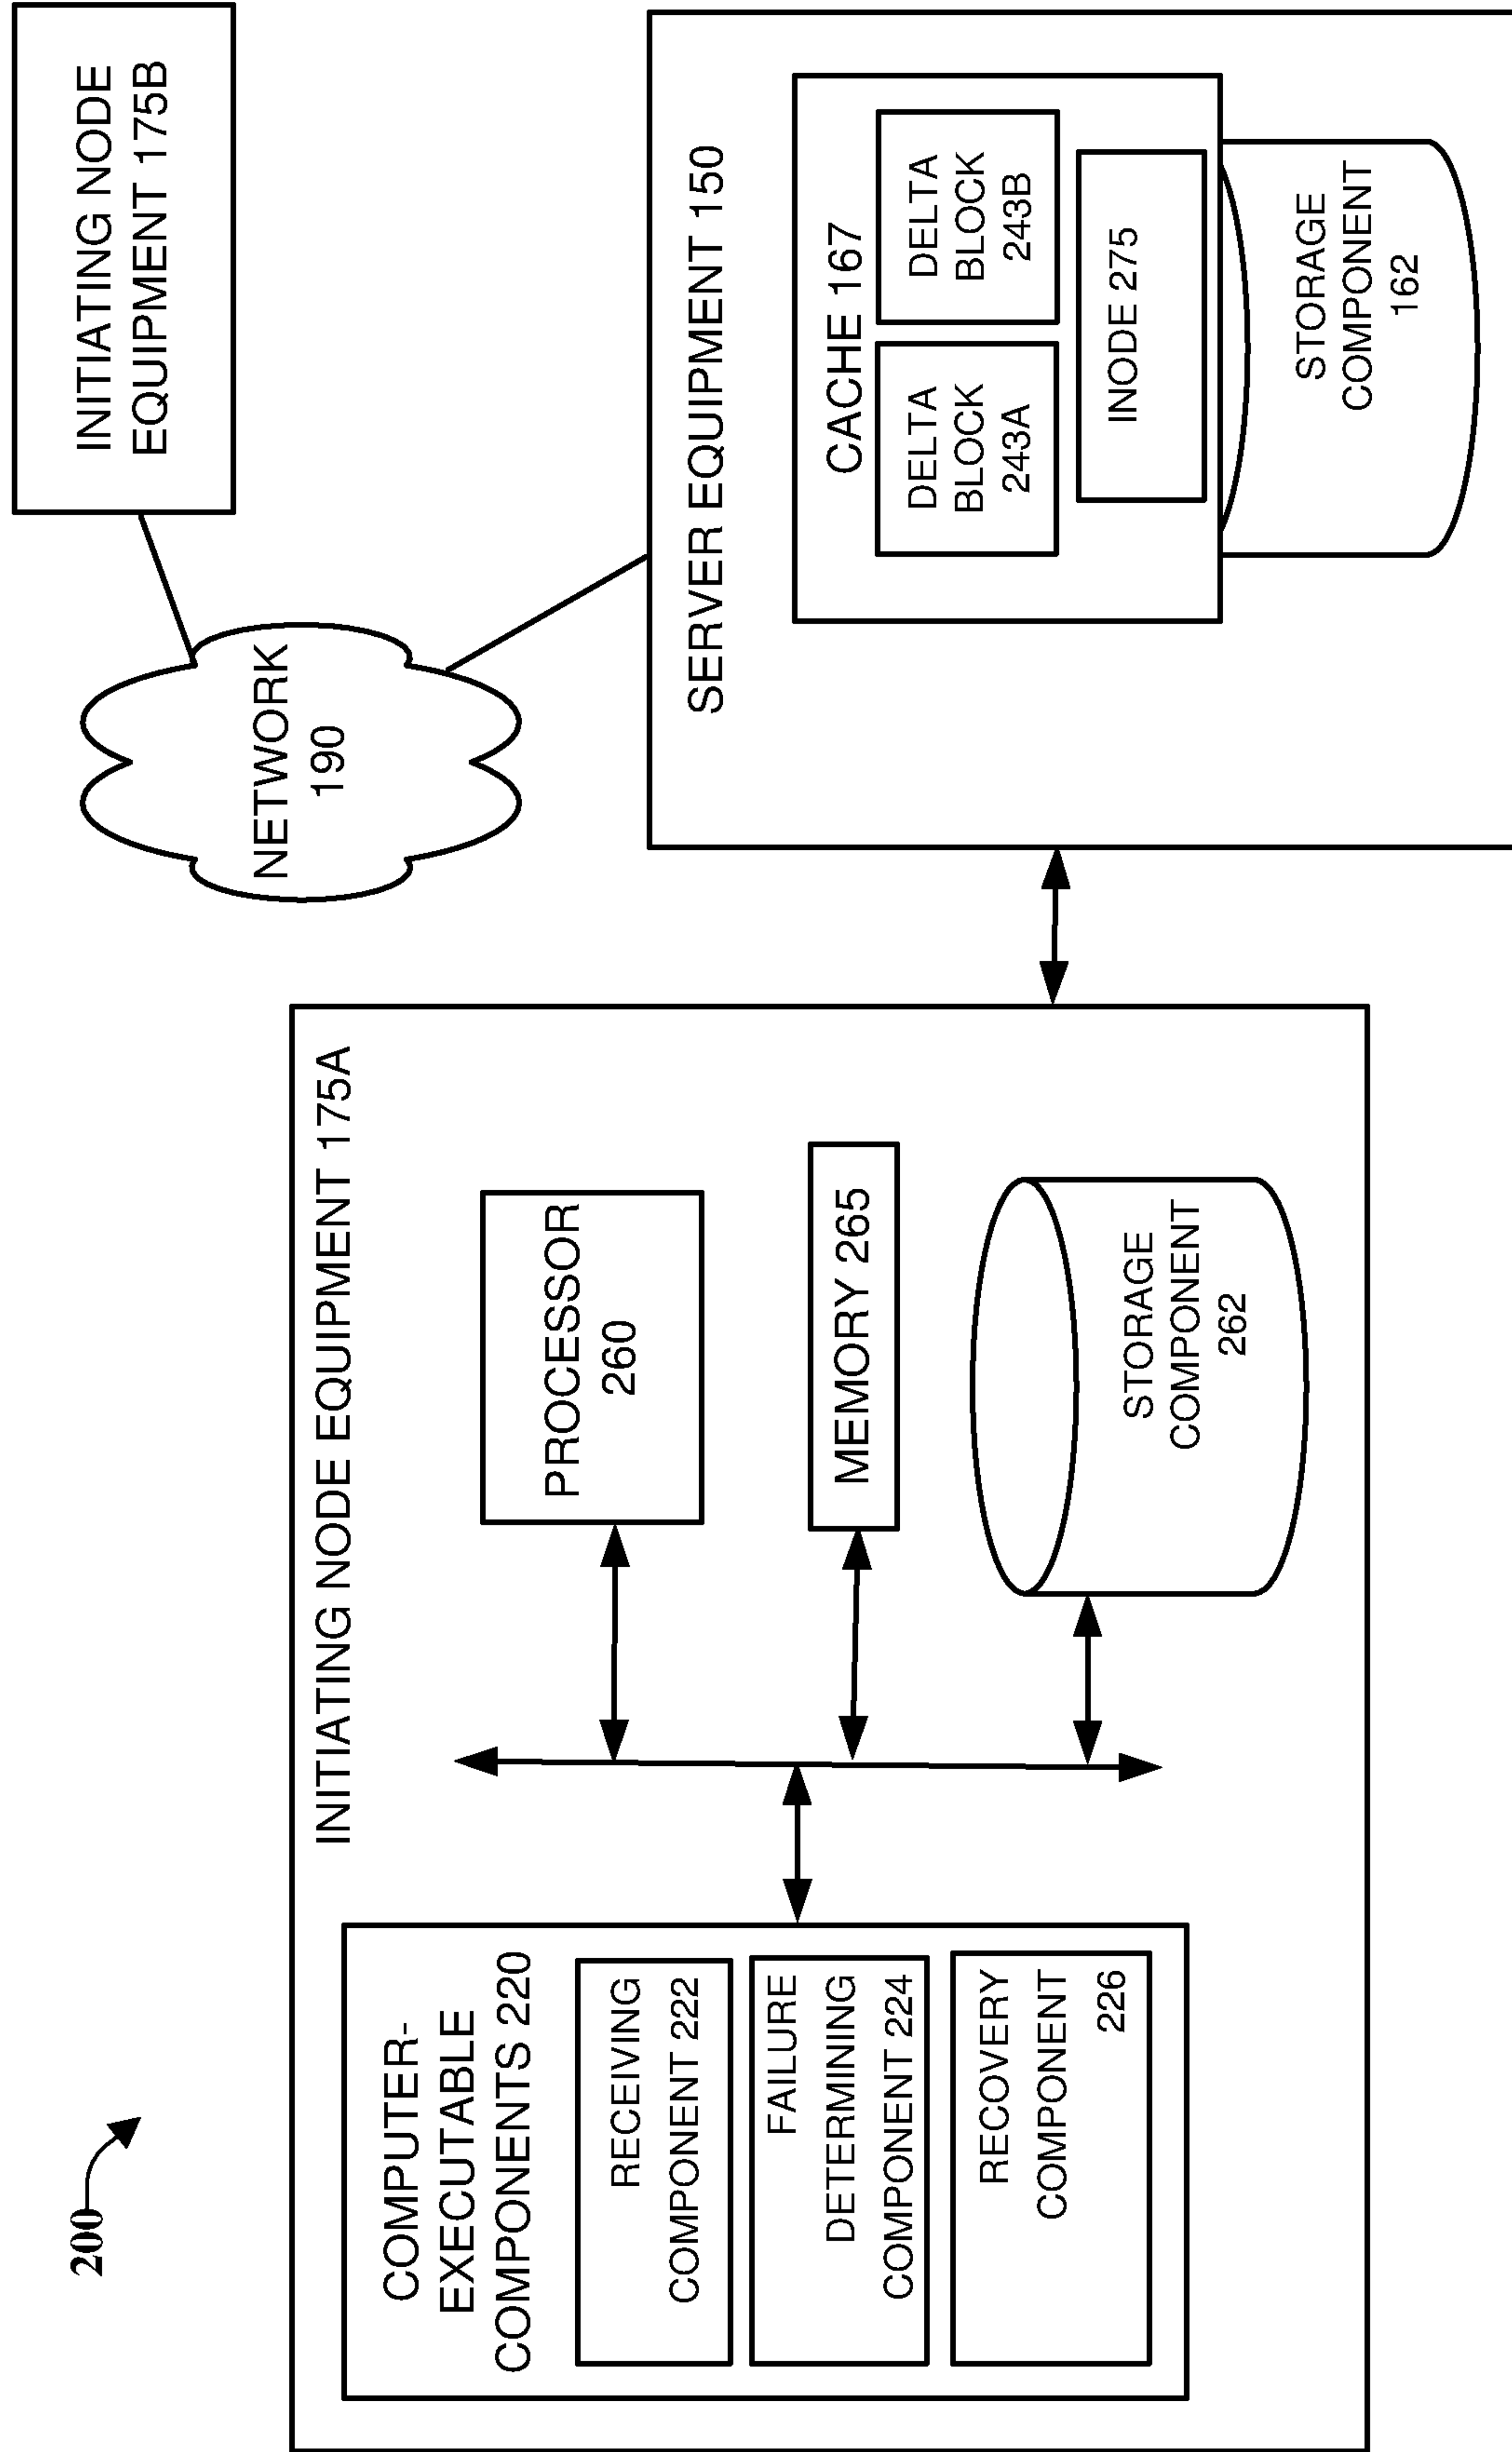 200
INITIATING NODE EQUIPMENT 175A
COMPUTER-
EXECUTABLE
COMPONENTS 220
RECEIVING
COMPONENT 222
FAILURE
DETERMINING
COMPONENT 224
RECOVERY
COMPONENT
226
PROCESSOR
260
MEMORY 265
STORAGE
COMPONENT
262
NETWORK
190
INITIATING NODE
EQUIPMENT 175B
SERVER EQUIPMENT 150
CACHE 167
DELTA
BLOCK
243A
DELTA
BLOCK
243B
INODE 275
STORAGE
COMPONENT
162